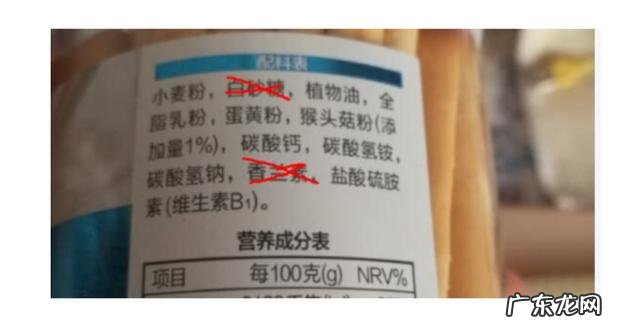 配料表
小麦粉，白砂糖，植物油，全
脂乳粉，蛋黄粉，猴头菇粉(添
加量1%)，碳酸钙，碳酸氢铵，
碳酸氢钠，香兰素，盐酸硫胺
素(维生素B₁)。
营养成分表
项目 每100克(g) NRV%
广东龙网